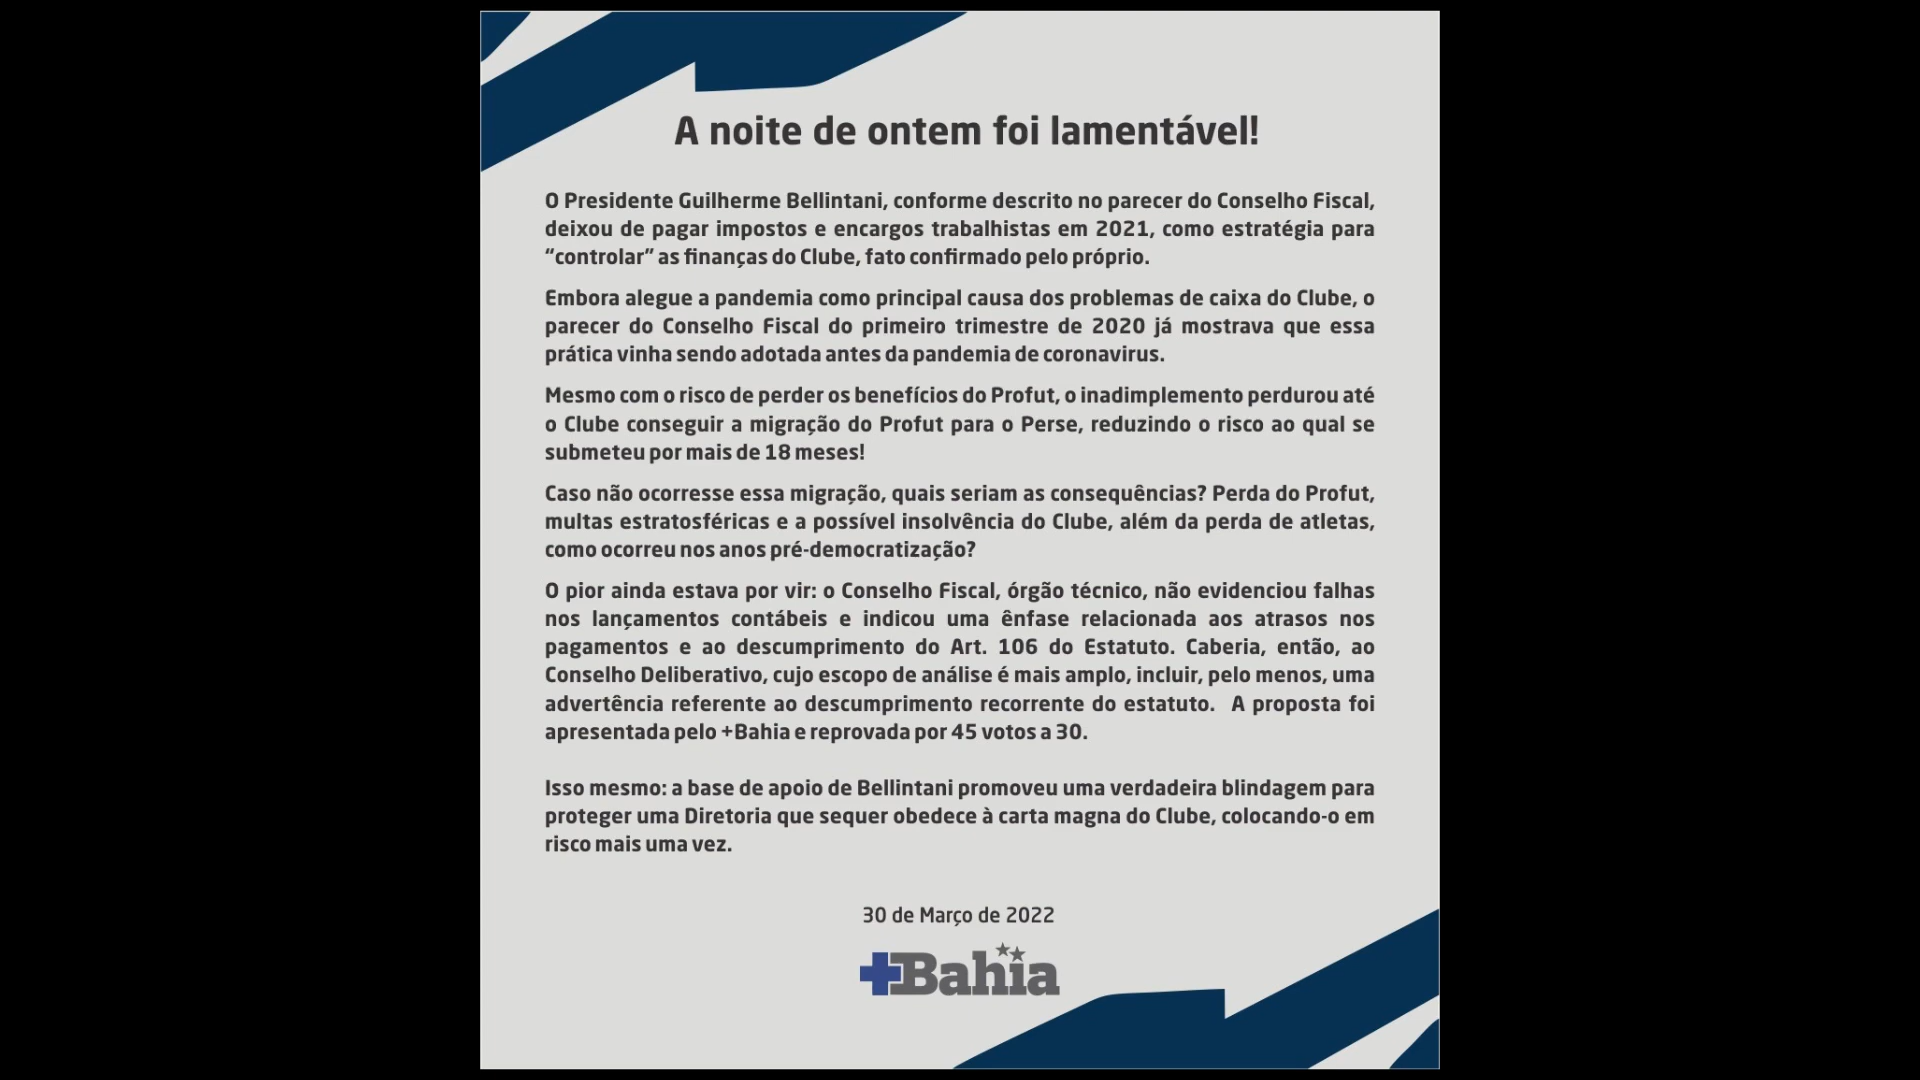 A noite de ontem foi lamentável!
O Presidente Guilherme Bellintani, conforme descrito no parecer do Conselho Fiscal,
deixou de pagar impostos e encargos trabalhistas em 2021, como estratégia para
“controlar” as finanças do Clube, fato confirmado pelo próprio.
Embora alegue a pandemia como principal causa dos problemas de caixa do Clube, o
parecer do Conselho Fiscal do primeiro trimestre de 2020 já mostrava que essa
prática vinha sendo adotada antes da pandemia de coronavirus.
Mesmo com o risco de perder os benefícios do Profut, o inadimplemento perdurou até
o Clube conseguir a migração do Profut para o Perse, reduzindo o risco ao qual se
submeteu por mais de 18 meses!
Caso não ocorresse essa migração, quais seriam as consequências? Perda do Profut,
multas estratosféricas e a possível insolvência do Clube, além da perda de atletas,
como ocorreu nos anos pré-democratização?
O pior ainda estava por vir: o Conselho Fiscal, órgão técnico, não evidenciou falhas
nos lançamentos contábeis e indicou uma ênfase relacionada aos atrasos nos
pagamentos e ao descumprimento do Art. 106 do Estatuto. Caberia, então, ao
Conselho Deliberativo, cujo escopo de análise é mais amplo, incluir, pelo menos, uma
advertência referente ao descumprimento recorrente do estatuto. A proposta foi
apresentada pelo +Bahia e reprovada por 45 votos a 30.
Isso mesmo: a base de apoio de Bellintani promoveu uma verdadeira blindagem para
proteger uma Diretoria que sequer obedece à carta magna do Clube, colocando-o em
risco mais uma vez.
30 de Março de 2022
+Bahia